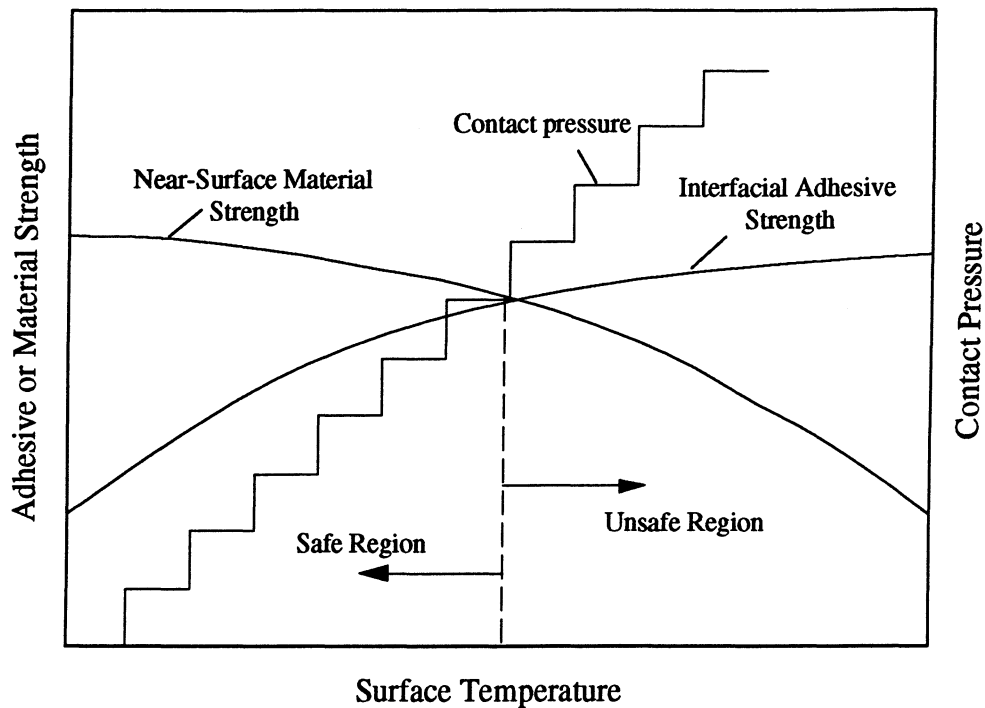 Contact pressure
Near-Surface Material
Strength
Interfacial Adhesive
Strength
Adhesive or Material Strength
Contact Pressure
Unsafe Region
Safe Region
Surface Temperature